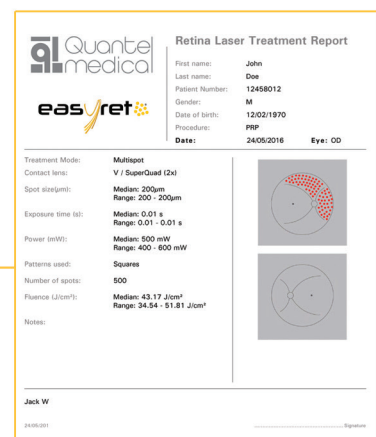 Quantel
medical
easyret
Retina Laser Treatment Report
First name: John
Last name: Doe
Patient Number: 12458012
Gender: M
Date of birth: 12/02/1970
Procedure: PRP
Date: 24/05/2016 Eye: OD
Treatment Mode: Multispot
Contact lens: V / SuperQuad (2x)
Spot size(µm): Median: 200µm
Range: 200 - 200µm
Exposure time (s): Median: 0.01 s
Range: 0.01 - 0.01 s
Power (mW): Median: 500 mW
Range: 400 - 600 mW
Patterns used: Squares
Number of spots: 500
Fluence (J/cm²): Median: 43.17 J/cm²
Range: 34.54 - 51.81 J/cm²
Notes:
Jack W
24/05/201
Signature